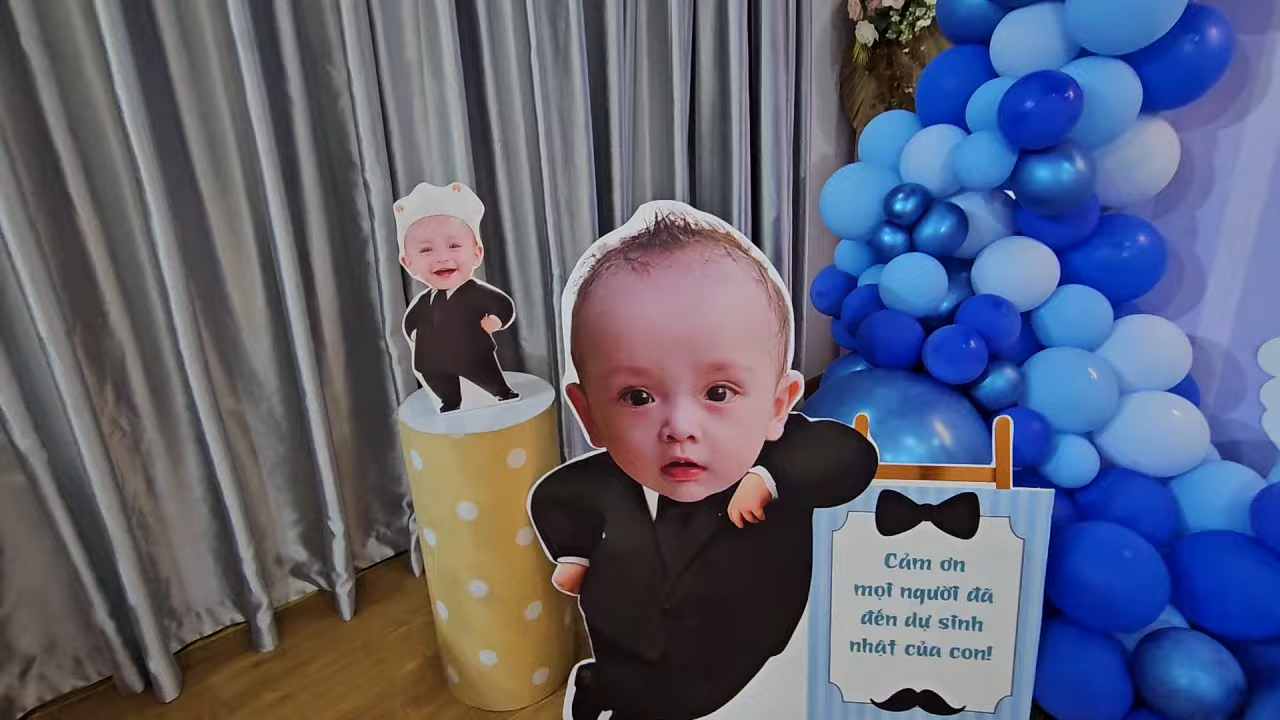 Cảm ơn
mọi người đã
đến dự sinh
nhật của con!